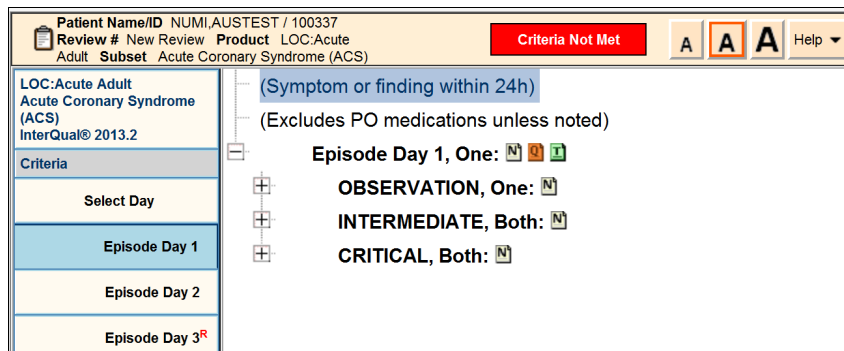 Patient Name/ID NUMI,AUSTEST / 100337
Review # New Review Product LOC:Acute
Adult Subset Acute Coronary Syndrome (ACS)
Criteria Not Met
A A A Help
LOC:Acute Adult
Acute Coronary Syndrome
(ACS)
InterQual® 2013.2
Criteria
Select Day
Episode Day 1
Episode Day 2
Episode Day 3R
(Symptom or finding within 24h)
(Excludes PO medications unless noted)
Episode Day 1, One: N Q T
OBSERVATION, One: N
INTERMEDIATE, Both: N
CRITICAL, Both: N